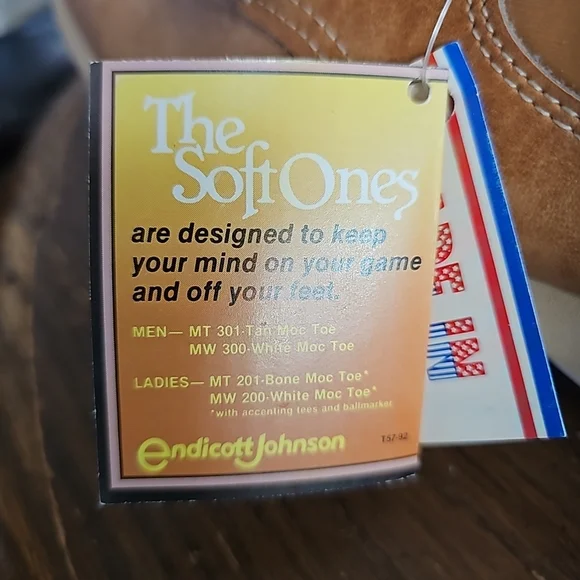 The
Soft Ones
are designed to keep
your mind on your game
and off your feet.
MEN— MT 301-Tan Moc Toe
MW 300-White Moc Toe
LADIES— MT 201-Bone Moc Toe*
MW 200-White Moc Toe*
*with accenting tees and ballmarker
Endicott Johnson
DE IN